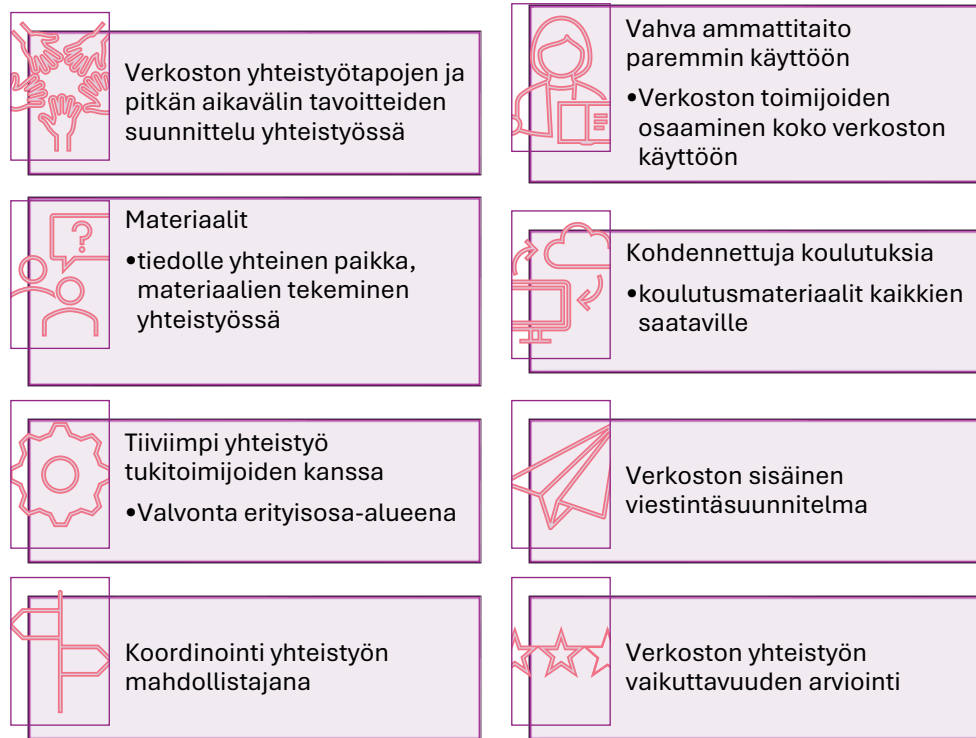 Verkoston yhteistyötapojen ja
pitkän aikavälin tavoitteiden
suunnittelu yhteistyössä
Vahva ammattitaito
paremmin käyttöön
•Verkoston toimijoiden
osaaminen koko verkoston
käyttöön
Materiaalit
•tiedolle yhteinen paikka,
materiaalien tekeminen
yhteistyössä
?
Kohdennettuja koulutuksia
•koulutusmateriaalit kaikkien
saataville
Tiiviimpi yhteistyö
tukitoimijoiden kanssa
•Valvonta erityisosa-alueena
Verkoston sisäinen
viestintäsuunnitelma
Koordinointi yhteistyön
mahdollistajana
Verkoston yhteistyön
vaikuttavuuden arviointi